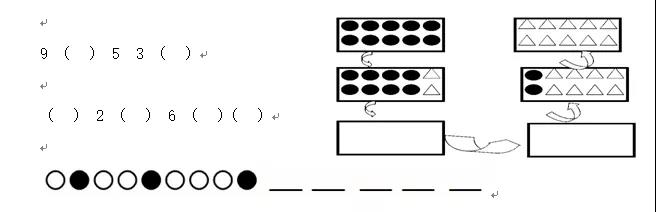 9 （ ） 5 3 （ ）
（ ） 2 （ ） 6 （ ）（ ）